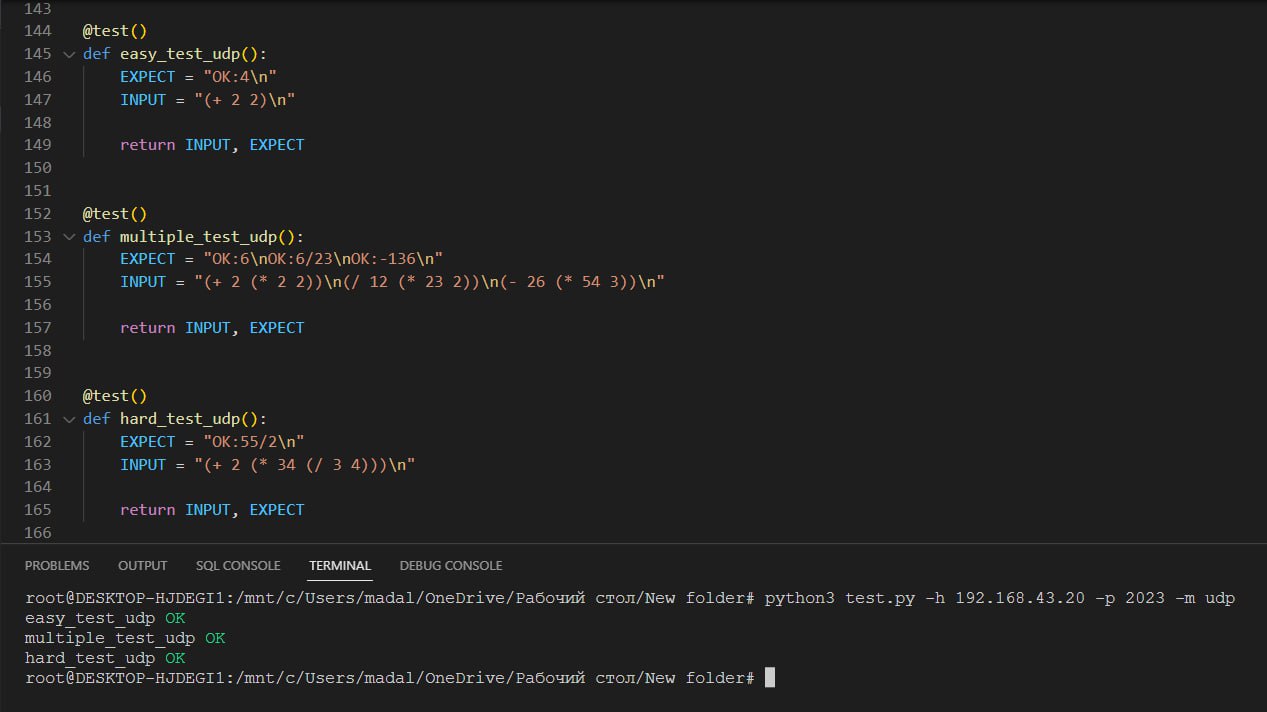 143
144 @test()
145 def easy_test_udp():
146 EXPECT = "OK:4\n"
147 INPUT = "(+ 2 2)\n"
148
149 return INPUT, EXPECT
150
151
152 @test()
153 def multiple_test_udp():
154 EXPECT = "OK:6\nOK:6/23\nOK:-136\n"
155 INPUT = "(+ 2 (* 2 2))\n(/ 12 (* 23 2))\n(- 26 (* 54 3))\n"
156
157 return INPUT, EXPECT
158
159
160 @test()
161 def hard_test_udp():
162 EXPECT = "OK:55/2\n"
163 INPUT = "(+ 2 (* 34 (/ 3 4)))\n"
164
165 return INPUT, EXPECT
166
PROBLEMS OUTPUT SQL CONSOLE TERMINAL DEBUG CONSOLE
root@DESKTOP-HJDEGI1:/mnt/c/Users/madal/OneDrive/Рабочий стол/New folder# python3 test.py -h 192.168.43.20 -p 2023 -m udp
easy_test_udp OK
multiple_test_udp OK
hard_test_udp OK
root@DESKTOP-HJDEGI1:/mnt/c/Users/madal/OneDrive/Рабочий стол/New folder#